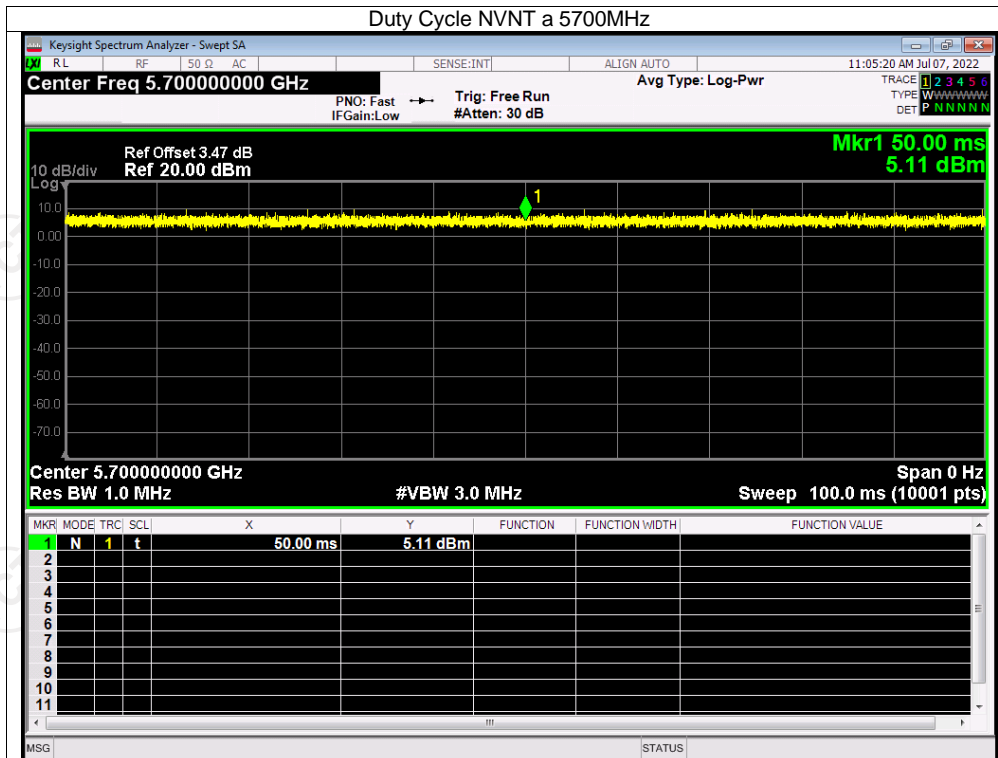 Duty Cycle NVNT a 5700MHz
Keysight Spectrum Analyzer - Swept SA
LXI RL RF 50 Ω AC SENSE:INT ALIGN AUTO 11:05:20 AM Jul 07, 2022
Center Freq 5.700000000 GHz Avg Type: Log-Pwr TRACE 1 2 3 4 5 6
PNO: Fast Trig: Free Run TYPE WWWWWW
IFGain:Low #Atten: 30 dB DET P N N N N N
Mkr1 50.00 ms
5.11 dBm
Ref Offset 3.47 dB
10 dB/div Ref 20.00 dBm
Log
1
10.0
0.00
-10.0
-20.0
-30.0
-40.0
-50.0
-60.0
-70.0
Center 5.700000000 GHz Span 0 Hz
Res BW 1.0 MHz #VBW 3.0 MHz Sweep 100.0 ms (10001 pts)
MKR MODE TRC SCL X Y FUNCTION FUNCTION WIDTH FUNCTION VALUE
1 N 1 t 50.00 ms 5.11 dBm
2
3
4
5
6
7
8
9
10
11
MSG STATUS